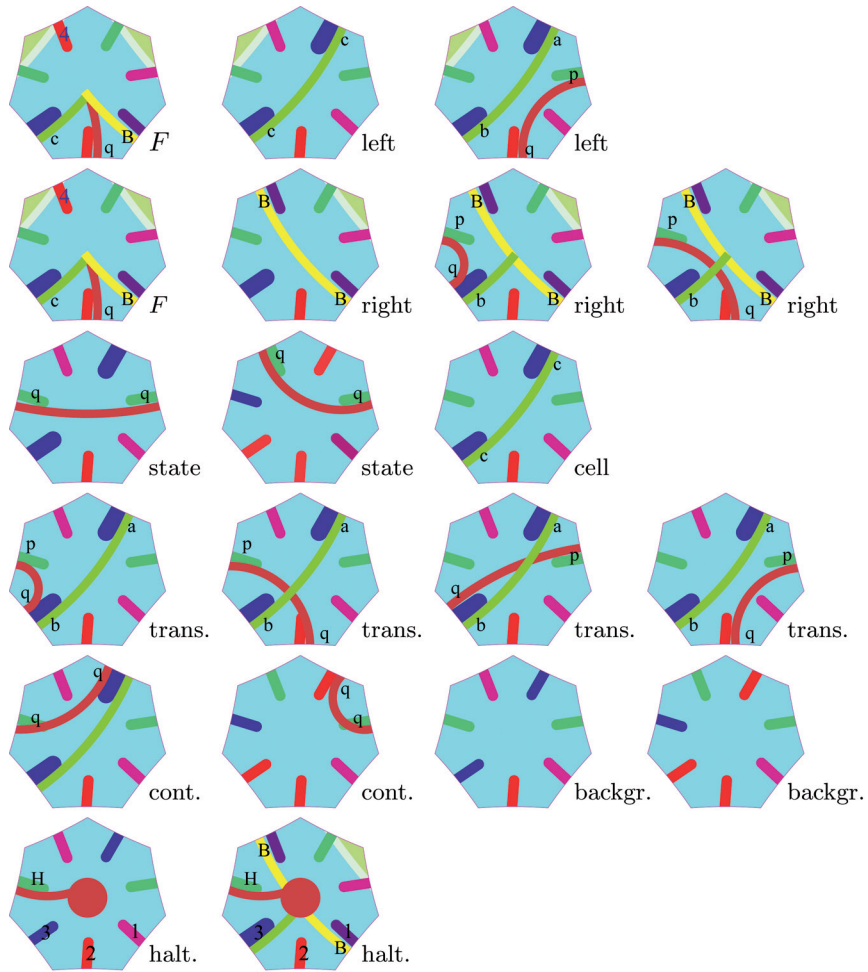 4 c q B F
c c left
a p b q left
4 c q B F
B B right
p B q b B right
p B b q B right
q q state
q q state
c c cell
p a q b trans.
p a b q trans.
a p q b trans.
a p b q trans.
q q cont.
q q cont.
backgr.
backgr.
H 3 2 1 halt.
B H 3 2 1 B halt.